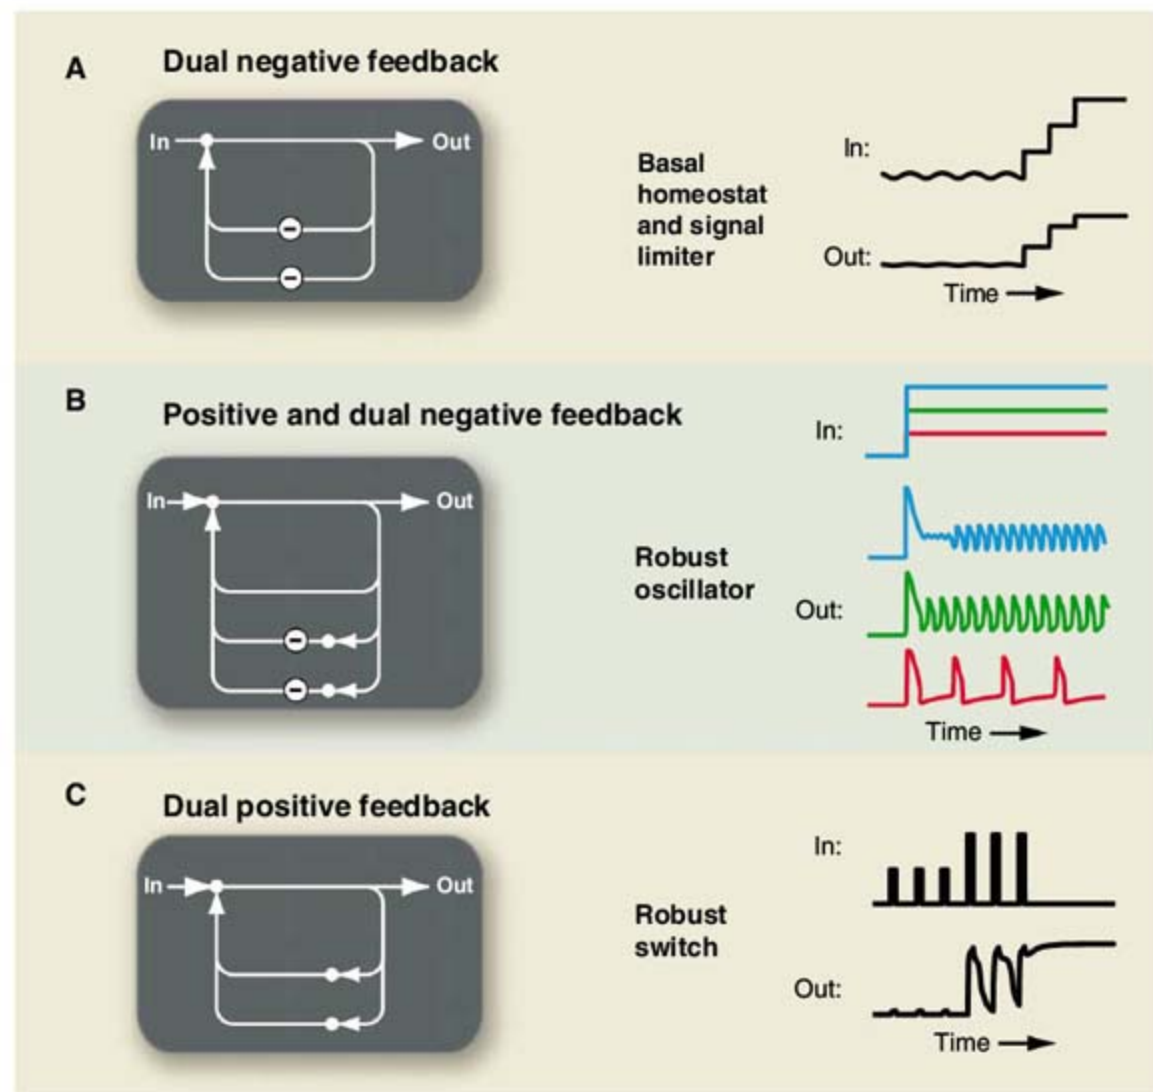 A
Dual negative feedback
In
Out
−
−
Basal
homeostat
and signal
limiter
In:
Out:
Time
B
Positive and dual negative feedback
In
Out
−
−
Robust
oscillator
In:
Out:
Time
C
Dual positive feedback
In
Out
Robust
switch
In:
Out:
Time